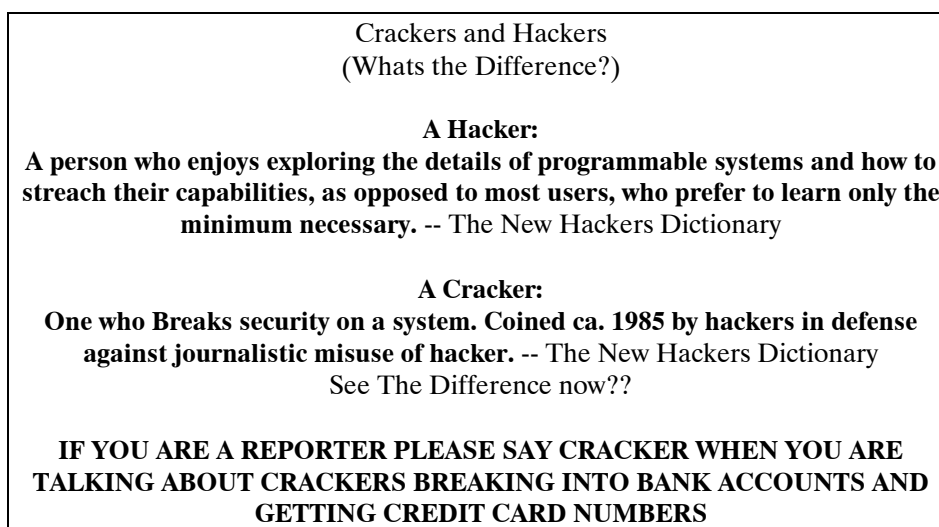 Crackers and Hackers
(Whats the Difference?)
A Hacker:
A person who enjoys exploring the details of programmable systems and how to
streach their capabilities, as opposed to most users, who prefer to learn only the
minimum necessary. -- The New Hackers Dictionary
A Cracker:
One who Breaks security on a system. Coined ca. 1985 by hackers in defense
against journalistic misuse of hacker. -- The New Hackers Dictionary
See The Difference now??
IF YOU ARE A REPORTER PLEASE SAY CRACKER WHEN YOU ARE
TALKING ABOUT CRACKERS BREAKING INTO BANK ACCOUNTS AND
GETTING CREDIT CARD NUMBERS